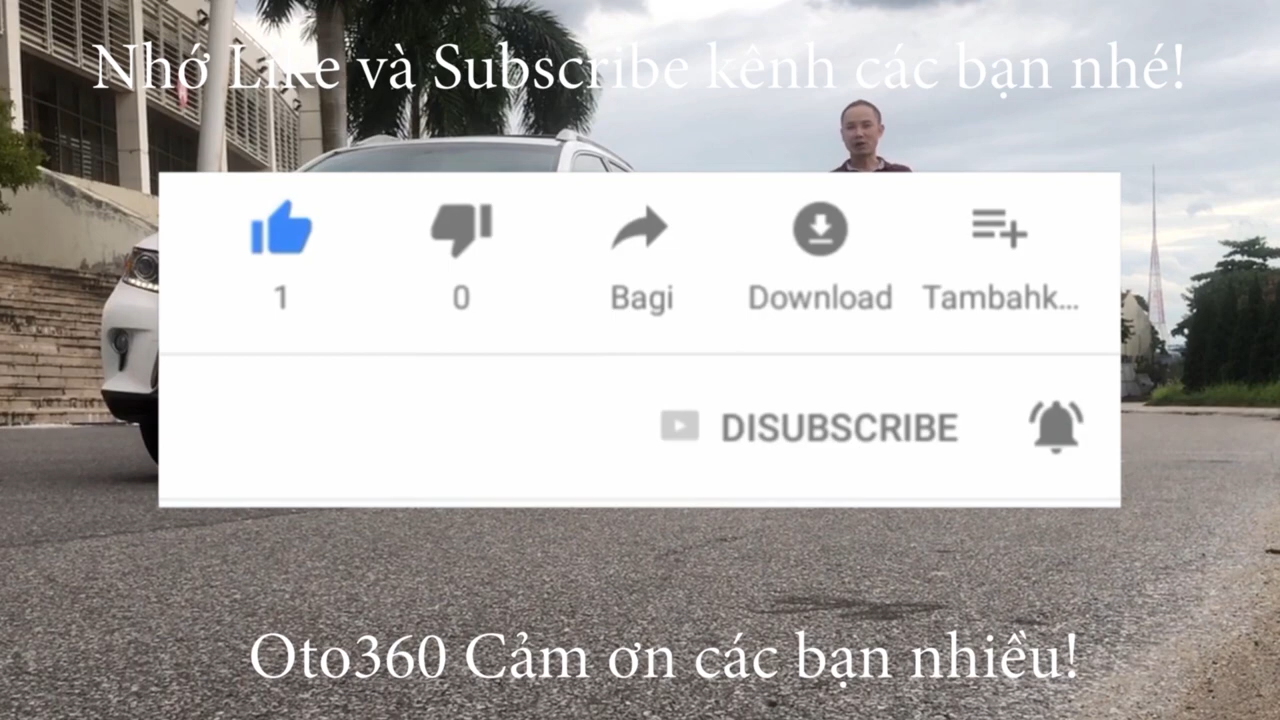 Nhớ Like và Subscribe kênh các bạn nhé!
1 0 Bagi Download Tambahk...
DISUBSCRIBE
Oto360 Cảm ơn các bạn nhiều!